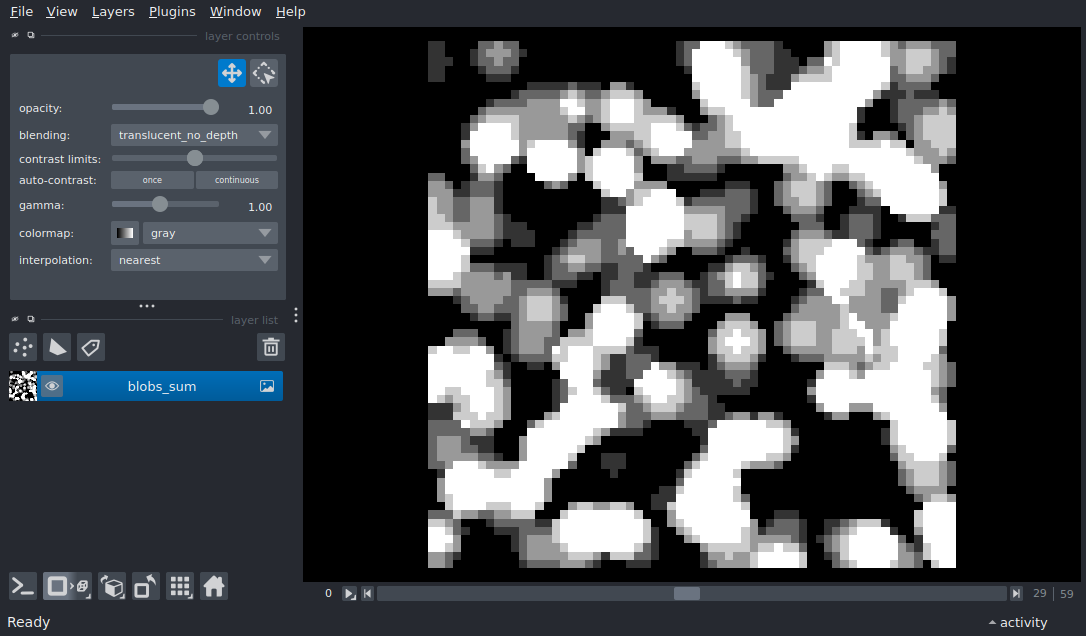 File View Layers Plugins Window Help
layer controls
opacity: 1.00
blending: translucent_no_depth
contrast limits:
auto-contrast: once continuous
gamma: 1.00
colormap: gray
interpolation: nearest
layer list
blobs_sum
0 29 59
Ready activity